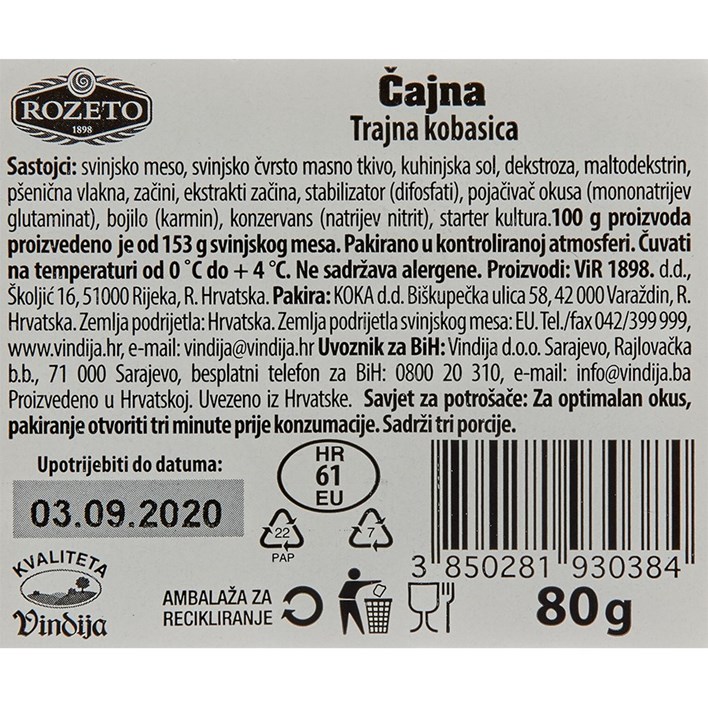 ROZETO
1898
Čajna
Trajna kobasica
Sastojci: svinjsko meso, svinjsko čvrsto masno tkivo, kuhinjska sol, dekstroza, maltodekstrin,
pšenična vlakna, začini, ekstrakti začina, stabilizator (difosfati), pojačivač okusa (mononatrijev
glutaminat), bojilo (karmin), konzervans (natrijev nitrit), starter kultura.100 g proizvoda
proizvedeno je od 153 g svinjskog mesa. Pakirano u kontroliranoj atmosferi. Čuvati
na temperaturi od 0 °C do + 4 °C. Ne sadržava alergene. Proizvodi: ViR 1898. d.d.,
Školjić 16, 51000 Rijeka, R. Hrvatska. Pakira: KOKA d.d. Biškupečka ulica 58, 42 000 Varaždin, R.
Hrvatska. Zemlja podrijetla: Hrvatska. Zemlja podrijetla svinjskog mesa: EU. Tel./fax 042/399 999,
www.vindija.hr, e-mail: vindija@vindija.hr Uvoznik za BiH: Vindija d.o.o. Sarajevo, Rajlovačka
b.b., 71 000 Sarajevo, besplatni telefon za BiH: 0800 20 310, e-mail: info@vindija.ba
Proizvedeno u Hrvatskoj. Uvezeno iz Hrvatske. Savjet za potrošače: Za optimalan okus,
pakiranje otvoriti tri minute prije konzumacije. Sadrži tri porcije.
Upotrijebiti do datuma:
03.09.2020
HR
61
EU
22
PAP
7
3 850281 930384
KVALITETA
Vindija
AMBALAŽA ZA
RECIKLIRANJE
80 g